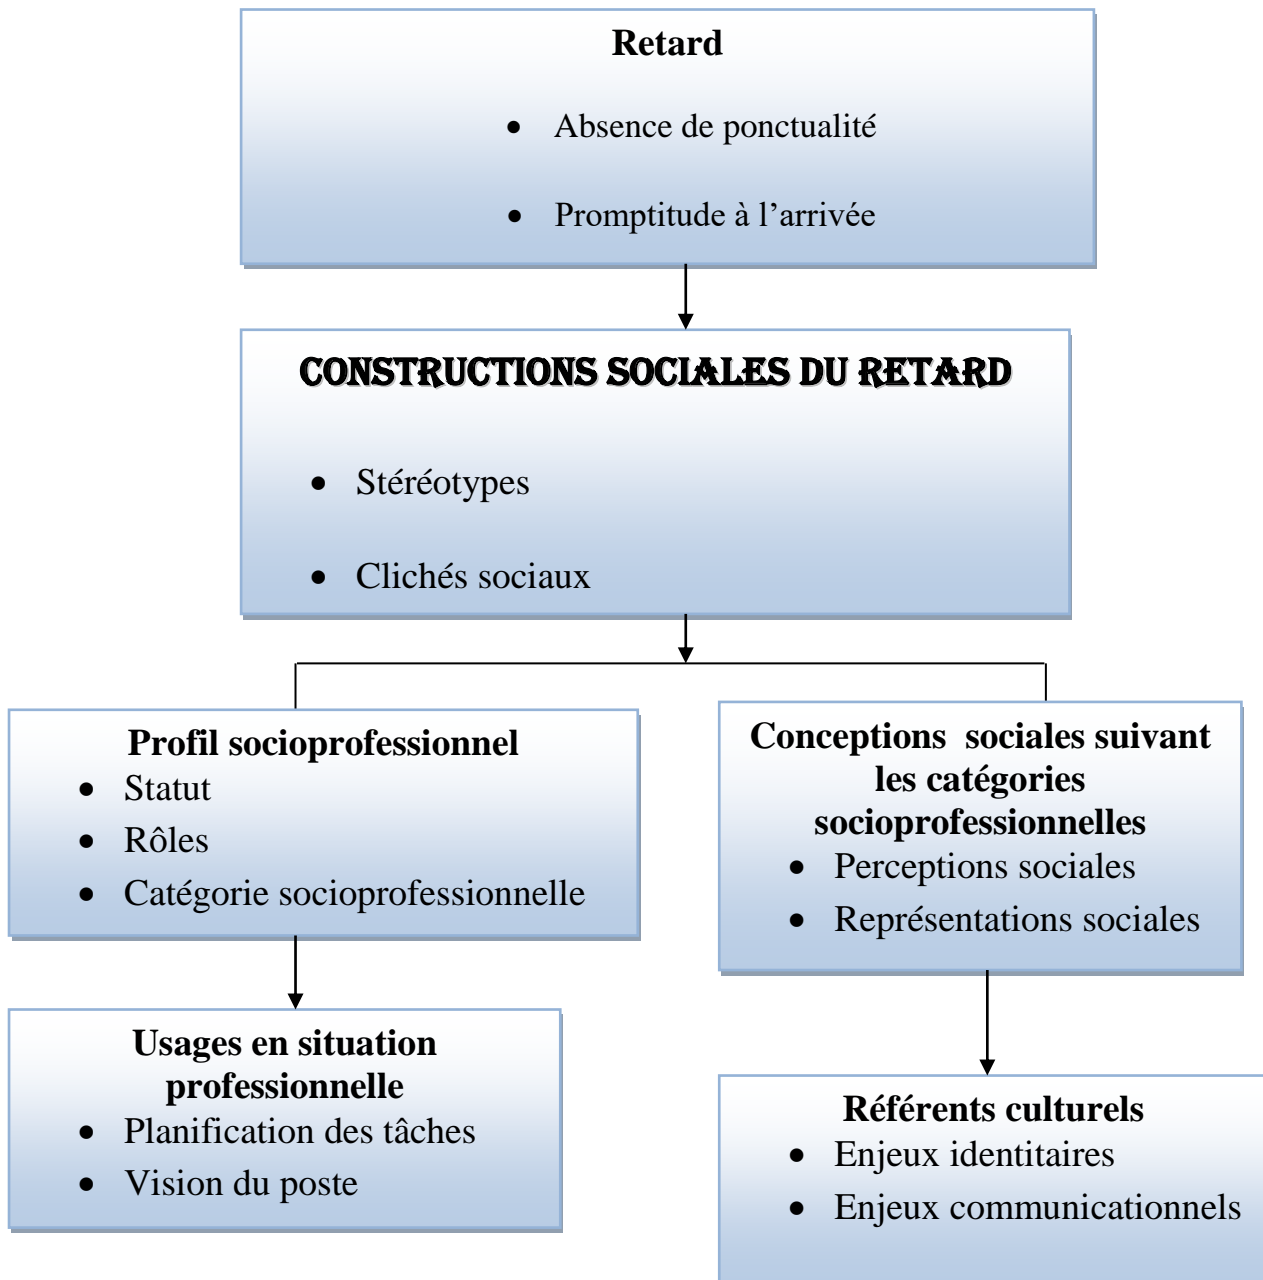 Retard
• Absence de ponctualité
• Promptitude à l’arrivée
CONSTRUCTIONS SOCIALES DU RETARD
• Stéréotypes
• Clichés sociaux
Profil socioprofessionnel
• Statut
• Rôles
• Catégorie socioprofessionnelle
Conceptions sociales suivant
les catégories
socioprofessionnelles
• Perceptions sociales
• Représentations sociales
Usages en situation
professionnelle
• Planification des tâches
• Vision du poste
Référents culturels
• Enjeux identitaires
• Enjeux communicationnels